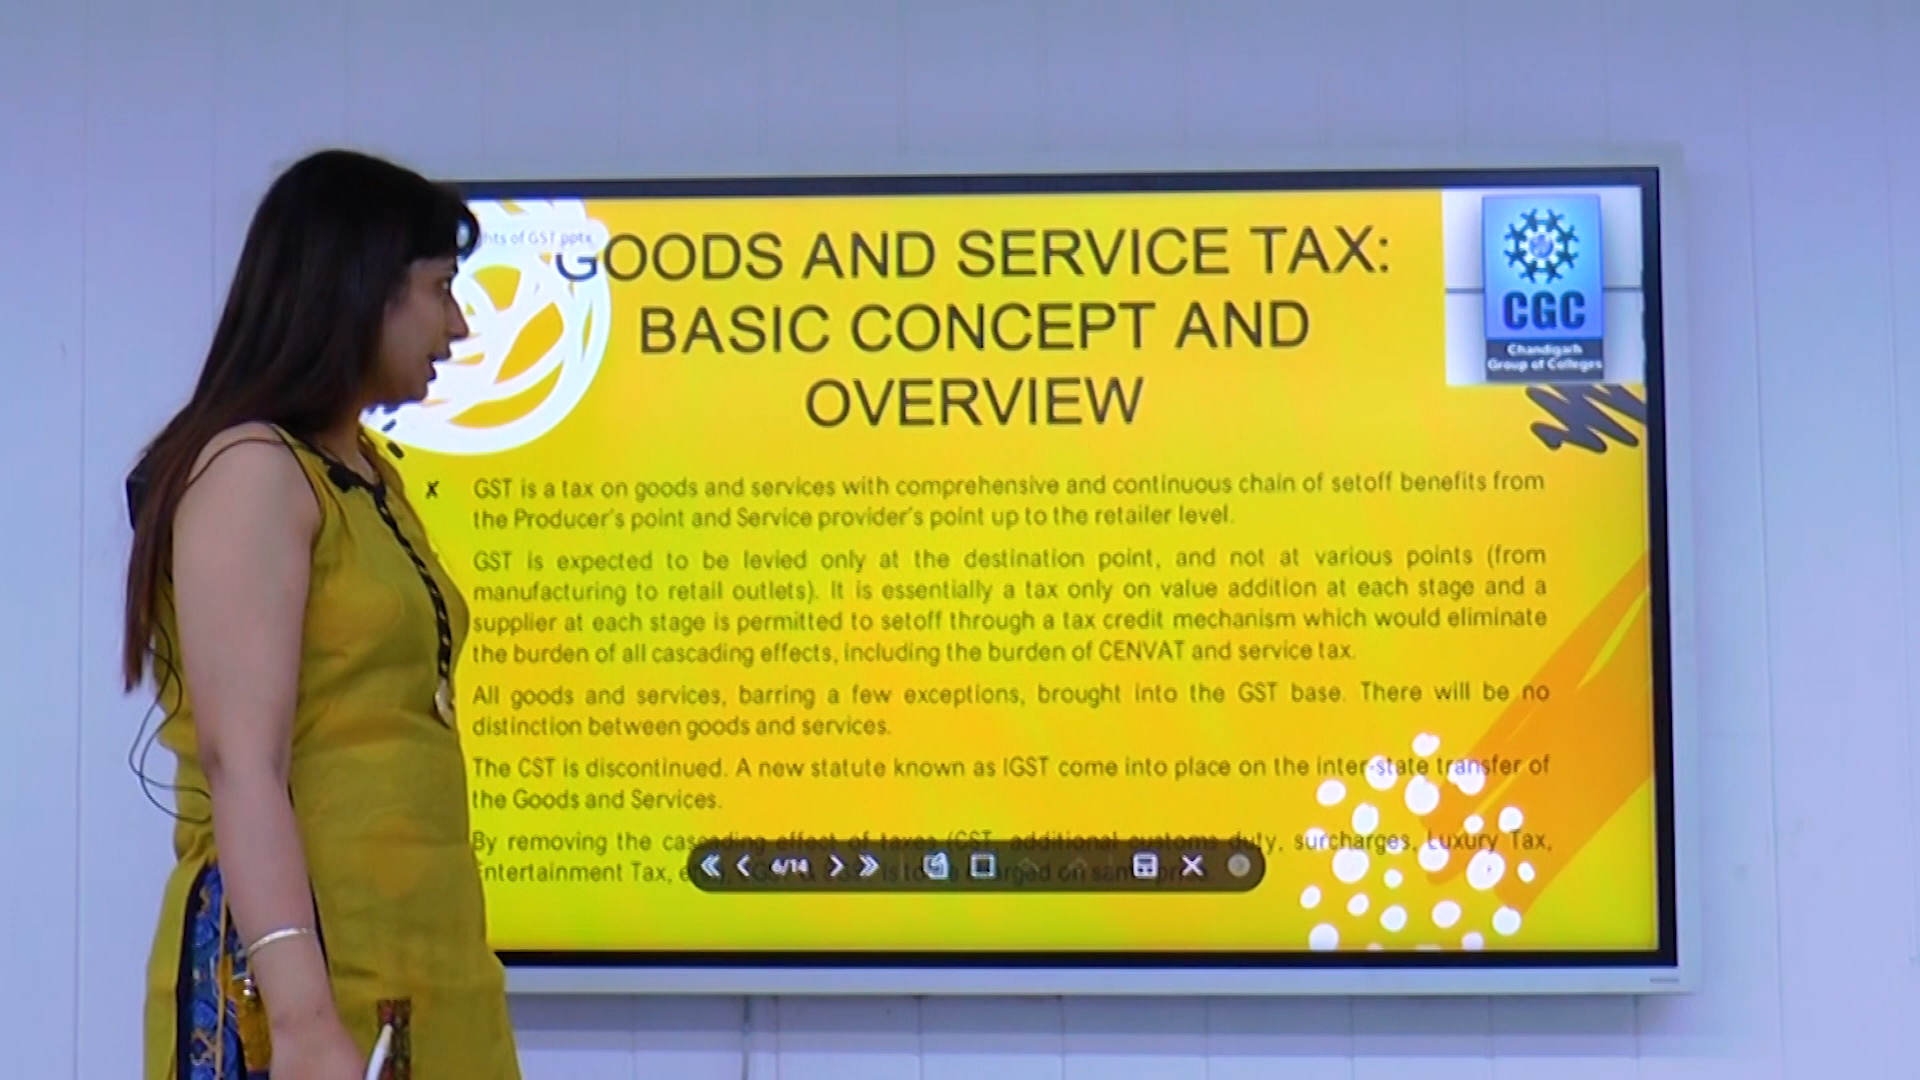 hts of GST.pptx
GOODS AND SERVICE TAX:
BASIC CONCEPT AND
OVERVIEW
CGC
Chandigarh
Group of Colleges
x GST is a tax on goods and services with comprehensive and continuous chain of setoff benefits from
the Producer's point and Service provider's point up to the retailer level.
GST is expected to be levied only at the destination point, and not at various points (from
manufacturing to retail outlets). It is essentially a tax only on value addition at each stage and a
supplier at each stage is permitted to setoff through a tax credit mechanism which would eliminate
the burden of all cascading effects, including the burden of CENVAT and service tax.
All goods and services, barring a few exceptions, brought into the GST base. There will be no
distinction between goods and services.
The CST is discontinued. A new statute known as IGST come into place on the inter-state transfer of
the Goods and Services.
By removing the cascading effect of taxes (CST, additional customs duty, surcharges, Luxury Tax,
ntertainment Tax, is to charged on
6/14